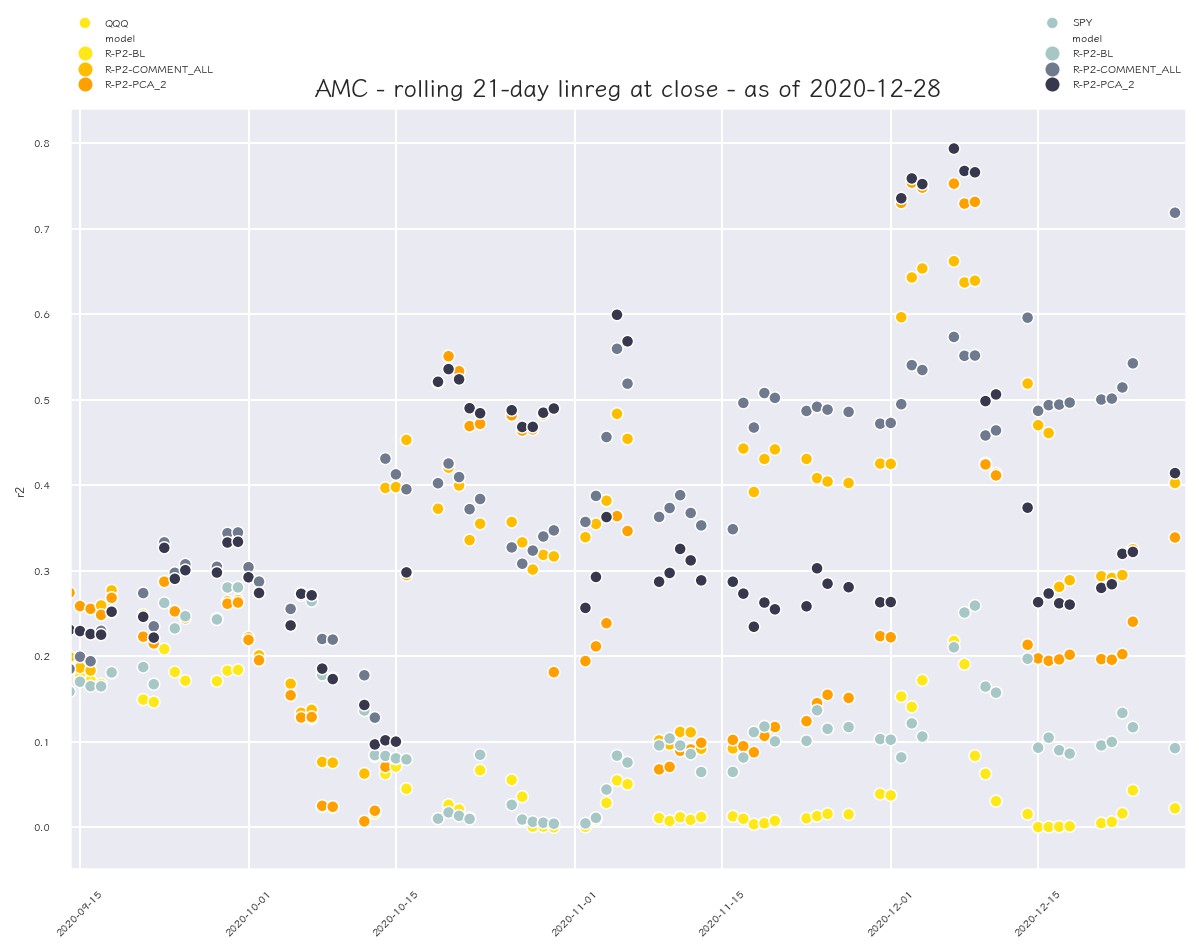 QQQ
model
R-P2-BL
R-P2-COMMENT_ALL
R-P2-PCA_2
SPY
model
R-P2-BL
R-P2-COMMENT_ALL
R-P2-PCA_2
AMC - rolling 21-day linreg at close - as of 2020-12-28
r2
0.8
0.7
0.6
0.5
0.4
0.3
0.2
0.1
0.0
2020-09-15
2020-10-01
2020-10-15
2020-11-01
2020-11-15
2020-12-01
2020-12-15